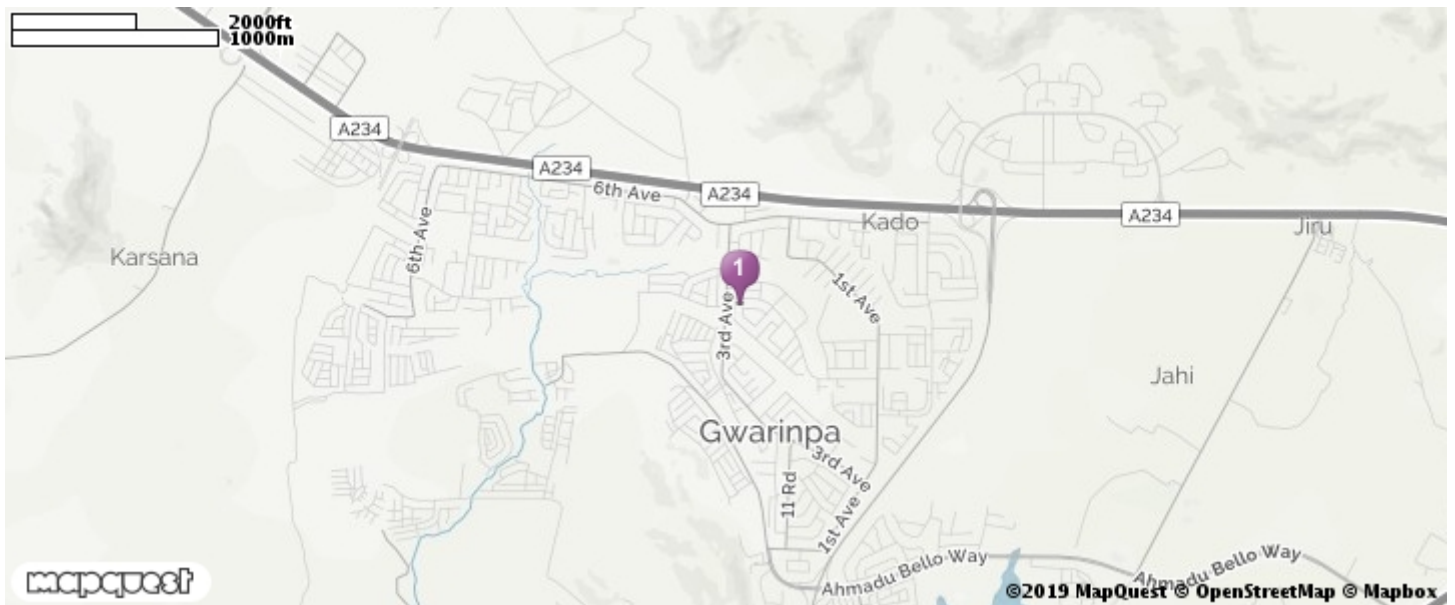 2000ft
1000m
A234
A234
6th Ave
A234
A234
Kado
Jiru
6th Ave
Karsana
1
1st Ave
3rd Ave
Jahi
Gwarinpa
3rd Ave
11 Rd
1st Ave
Ahmadu Bello Way
Ahmadu Bello Way
mapquest
©2019 MapQuest © OpenStreetMap © Mapbox